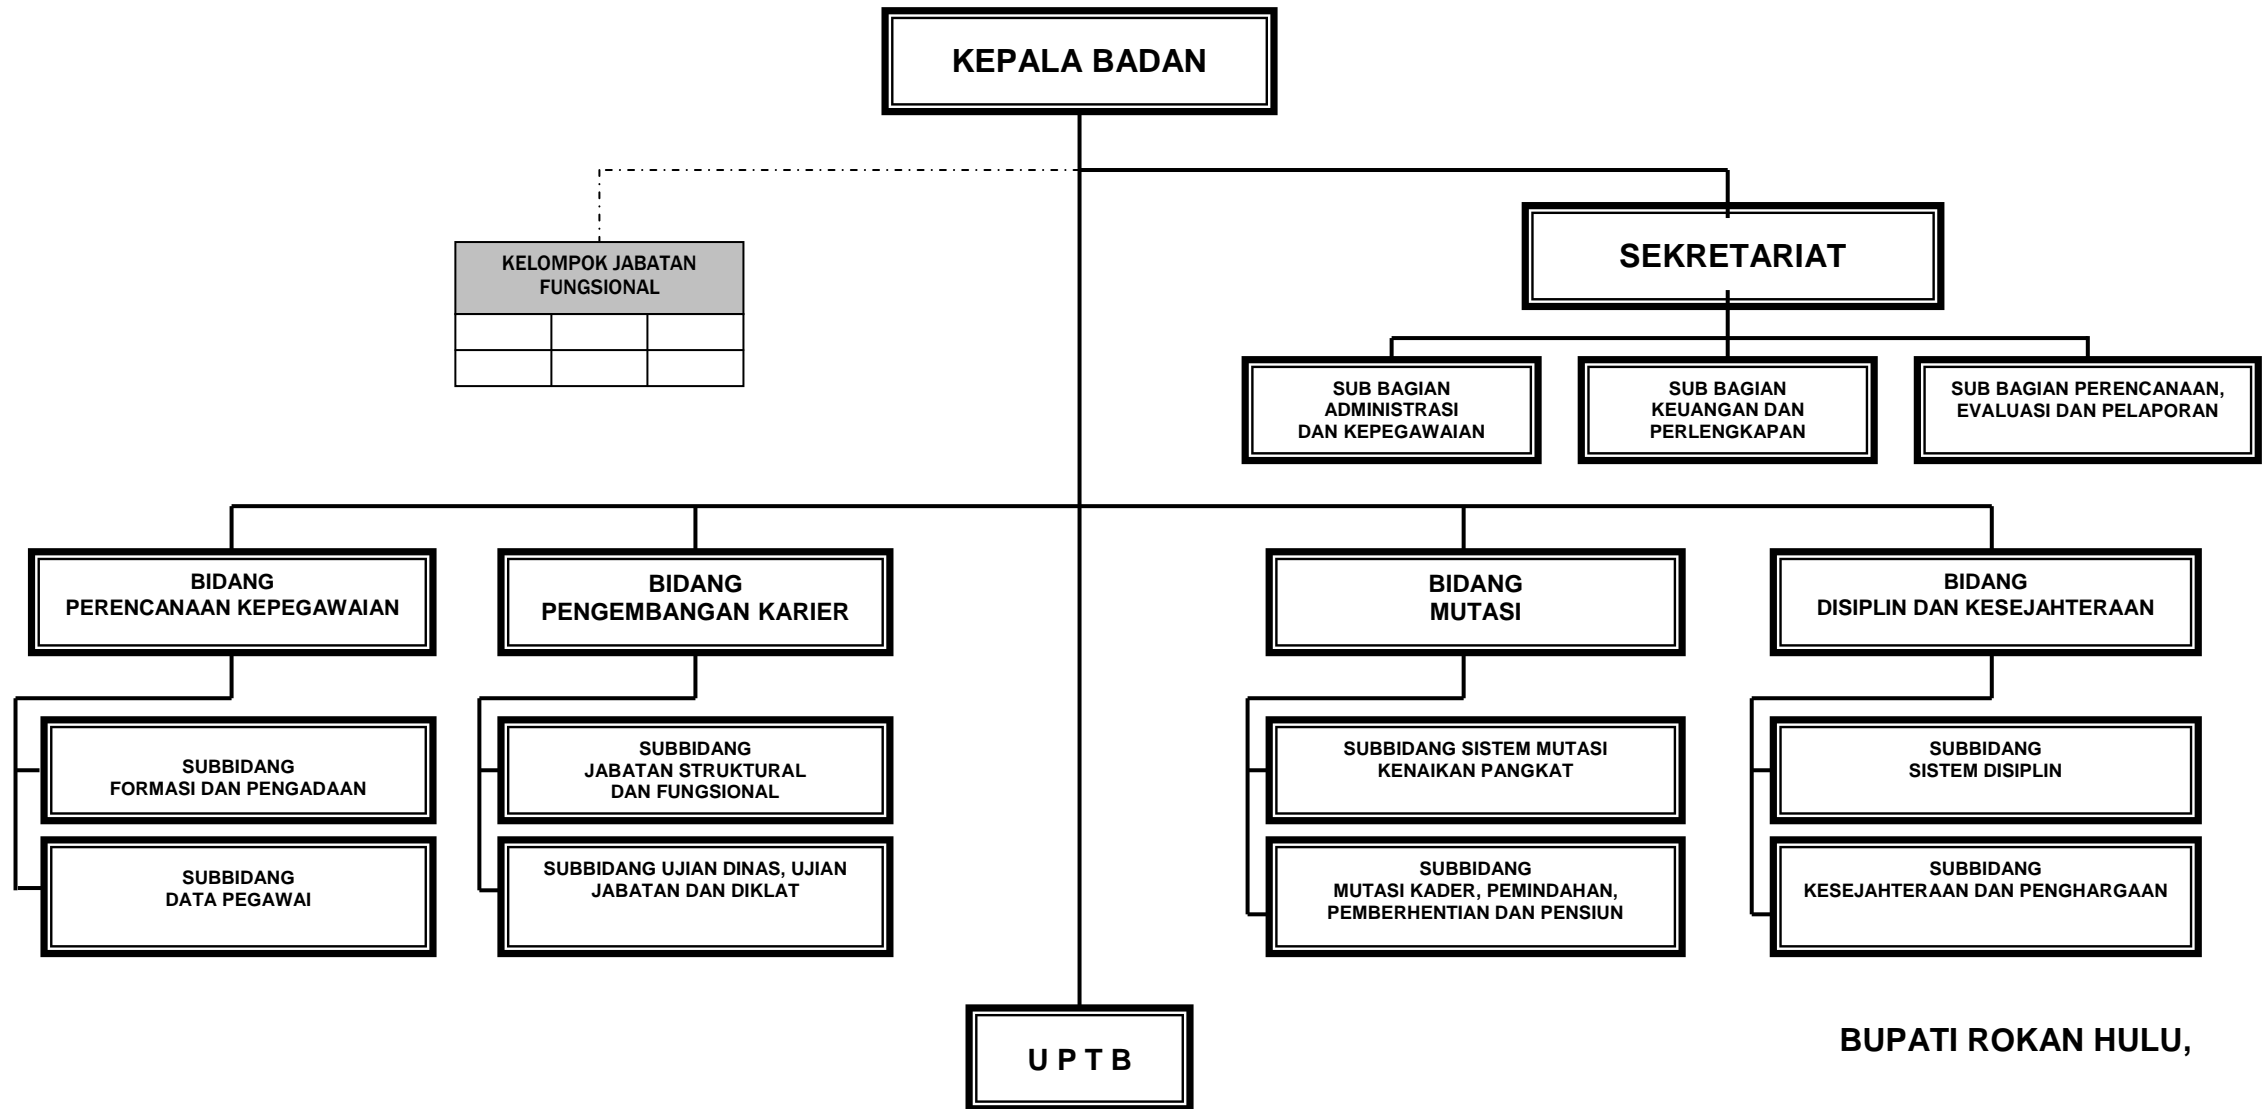 KEPALA BADAN
KELOMPOK JABATAN
FUNGSIONAL
SEKRETARIAT
SUB BAGIAN
ADMINISTRASI
DAN KEPEGAWAIAN
SUB BAGIAN
KEUANGAN DAN
PERLENGKAPAN
SUB BAGIAN PERENCANAAN,
EVALUASI DAN PELAPORAN
BIDANG
PERENCANAAN KEPEGAWAIAN
BIDANG
PENGEMBANGAN KARIER
BIDANG
MUTASI
BIDANG
DISIPLIN DAN KESEJAHTERAAN
SUBBIDANG
FORMASI DAN PENGADAAN
SUBBIDANG
JABATAN STRUKTURAL
DAN FUNGSIONAL
SUBBIDANG SISTEM MUTASI
KENAIKAN PANGKAT
SUBBIDANG
SISTEM DISIPLIN
SUBBIDANG
DATA PEGAWAI
SUBBIDANG UJIAN DINAS, UJIAN
JABATAN DAN DIKLAT
SUBBIDANG
MUTASI KADER, PEMINDAHAN,
PEMBERHENTIAN DAN PENSIUN
SUBBIDANG
KESEJAHTERAAN DAN PENGHARGAAN
U P T B
BUPATI ROKAN HULU,